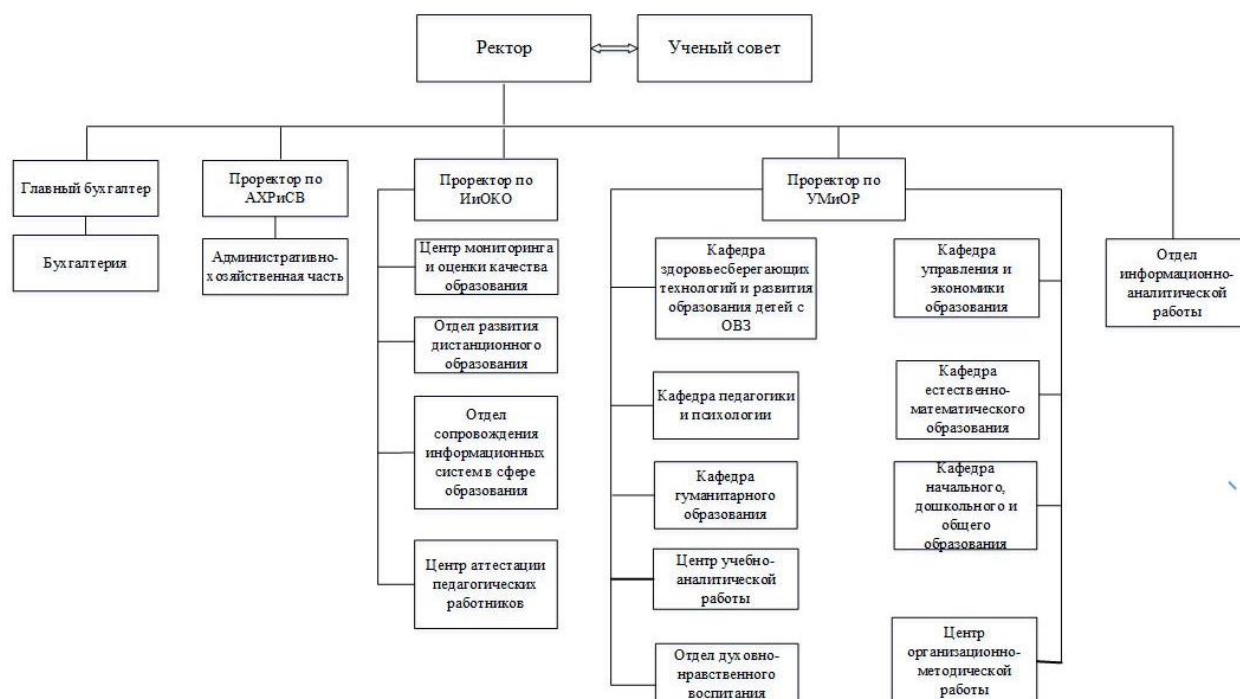 Ректор
Ученый совет
Главный бухгалтер
Проректор по
АХРиСВ
Проректор по
ИиОКО
Проректор по
УМиОР
Бухгалтерия
Административно-
хозяйственная часть
Центр мониторинга
и оценки качества
образования
Отдел развития
дистанционного
образования
Отдел
сопровождения
информационных
систем в сфере
образования
Центр аттестации
педагогических
работников
Кафедра
здоровьесберегающих
технологий и развития
образования детей с
ОВЗ
Кафедра педагогики
и психологии
Кафедра
гуманитарного
образования
Центр учебно-
аналитической
работы
Отдел духовно-
нравственного
воспитания
Кафедра
управления и
экономики
образования
Кафедра
естественно-
математического
образования
Кафедра
начального,
дошкольного и
общего
образования
Центр
организационно-
методической
работы
Отдел
информационно-
аналитической
работы